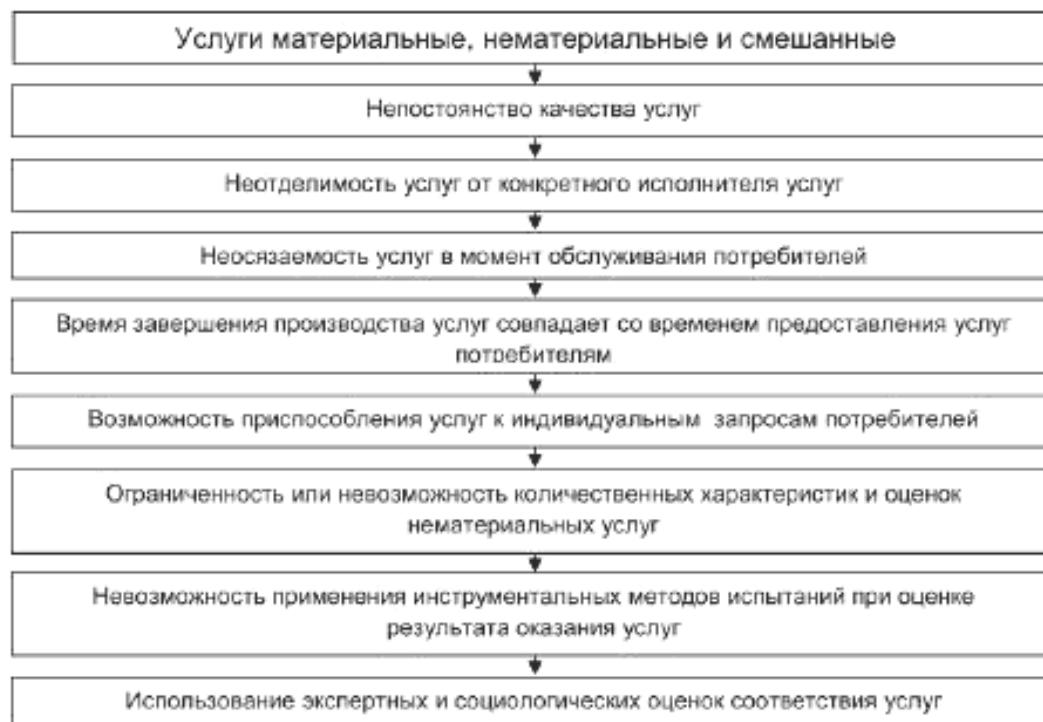 Услуги материальные, нематериальные и смешанные
Непостоянство качества услуг
Неотделимость услуг от конкретного исполнителя услуг
Неосязаемость услуг в момент обслуживания потребителей
Время завершения производства услуг совпадает со временем предоставления услуг
потребителям
Возможность приспособления услуг к индивидуальным запросам потребителей
Ограниченность или невозможность количественных характеристик и оценок
нематериальных услуг
Невозможность применения инструментальных методов испытаний при оценке
результата оказания услуг
Использование экспертных и социологических оценок соответствия услуг